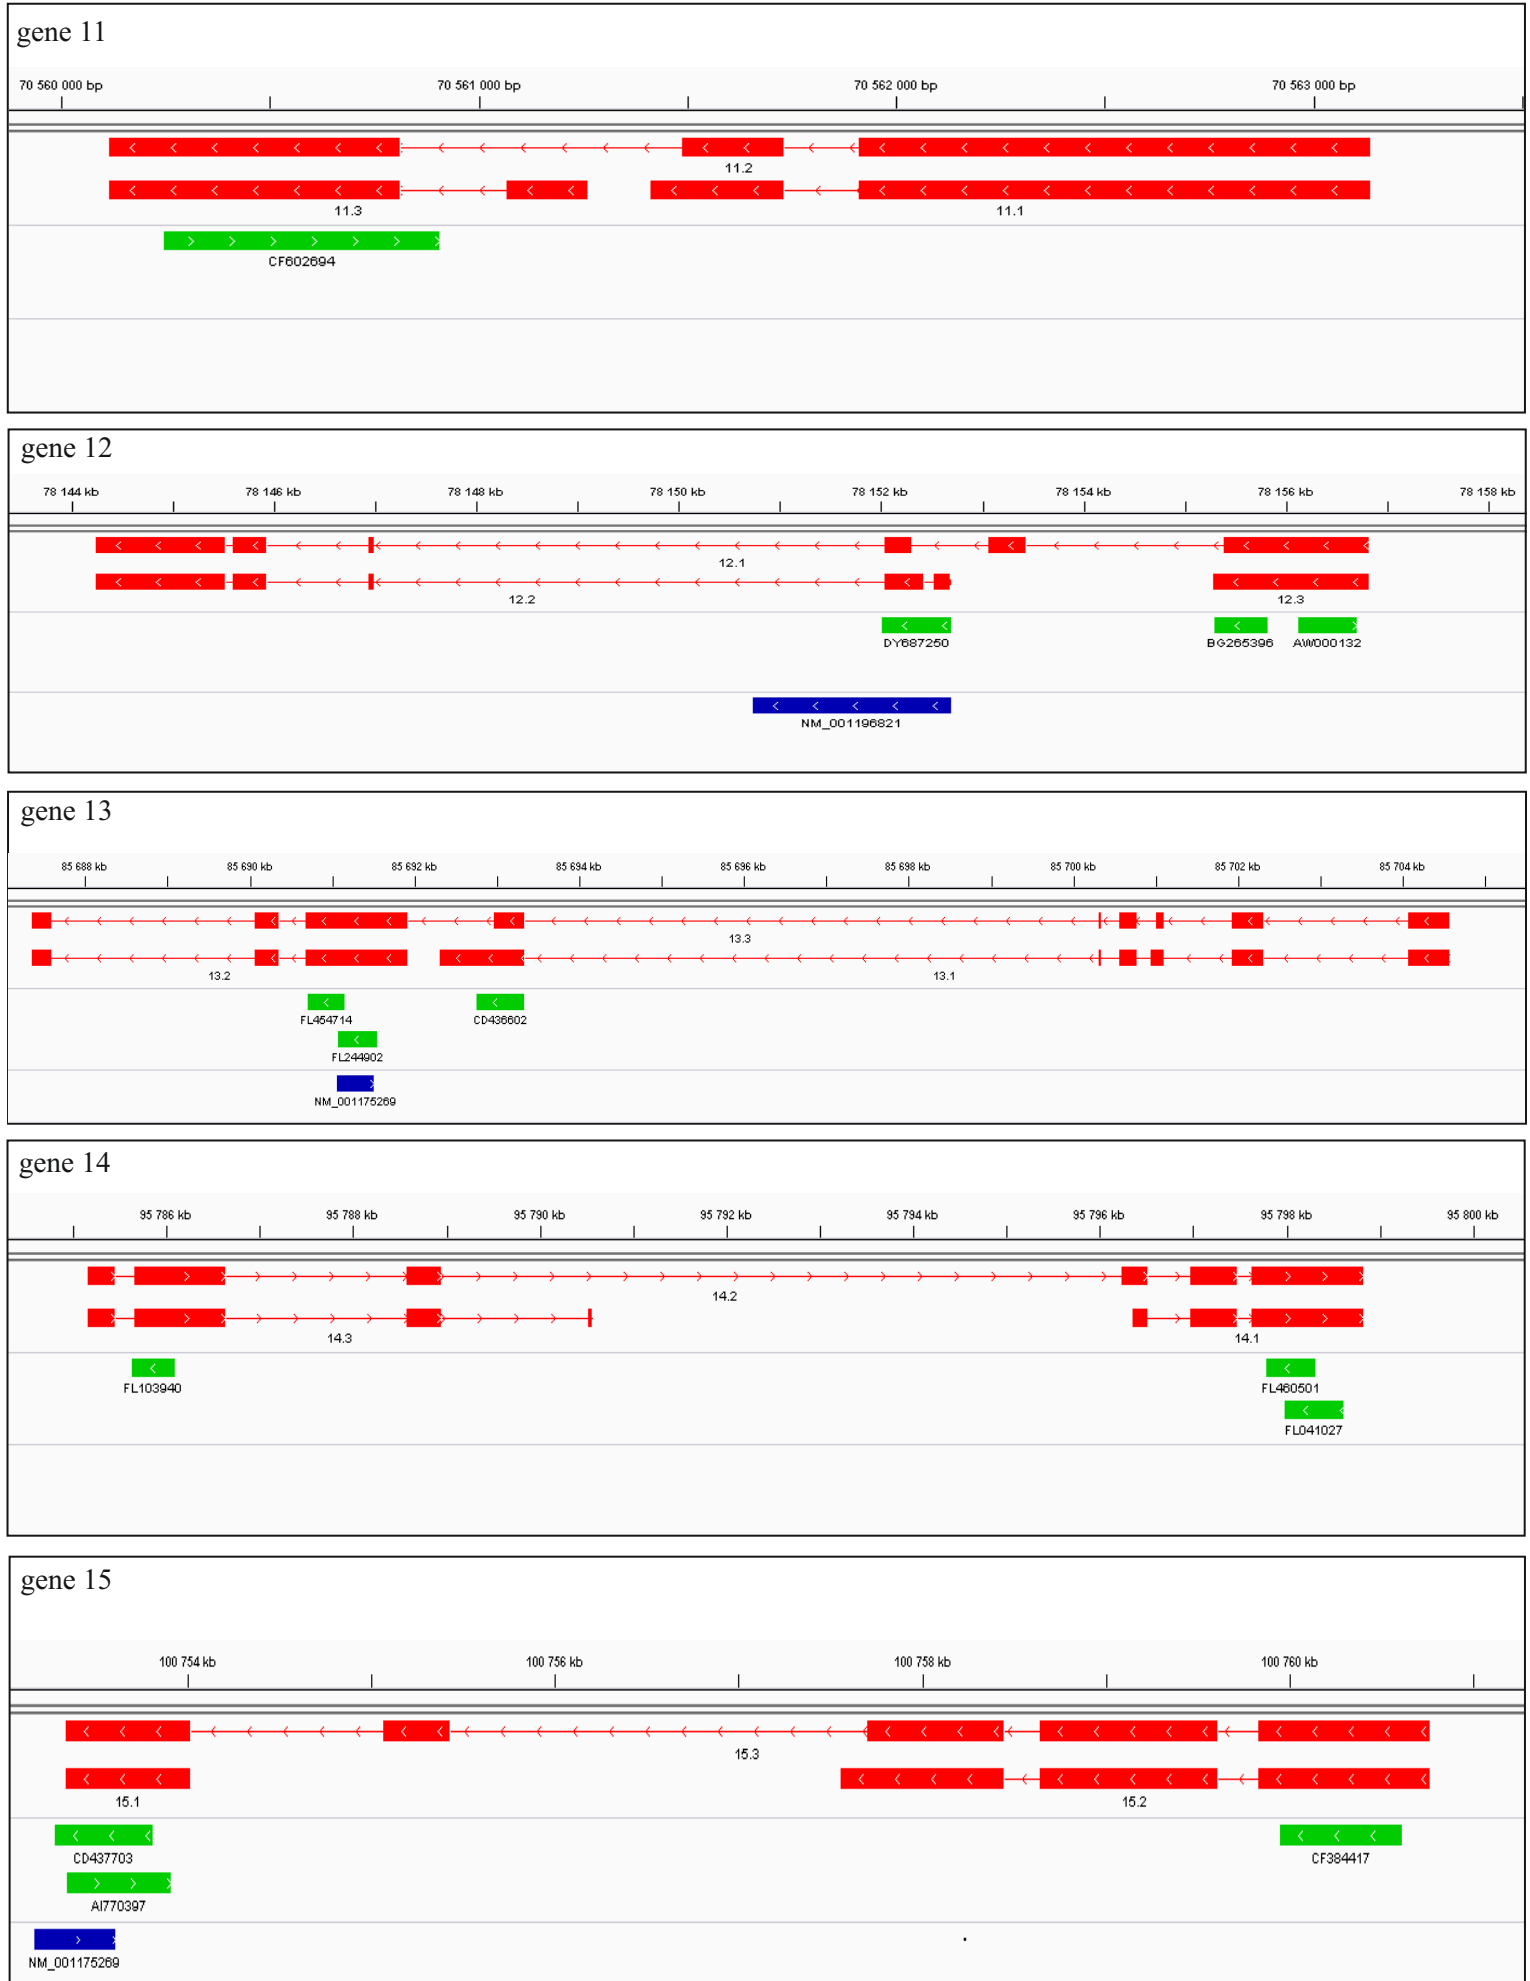 gene 11
70 560 000 bp 70 561 000 bp 70 562 000 bp 70 563 000 bp
11.2
11.3 11.1
CF602694
gene 12
78 144 kb 78 146 kb 78 148 kb 78 150 kb 78 152 kb 78 154 kb 78 156 kb 78 158 kb
12.1
12.2 12.3
DY687250 BG265396 AW000132
NM_001196821
gene 13
85 688 kb 85 690 kb 85 692 kb 85 694 kb 85 696 kb 85 698 kb 85 700 kb 85 702 kb 85 704 kb
13.3
13.2 13.1
FL454714 CD436602
FL244902
NM_001175269
gene 14
95 786 kb 95 788 kb 95 790 kb 95 792 kb 95 794 kb 95 796 kb 95 798 kb 95 800 kb
14.2
14.3 14.1
FL103940 FL460501
FL041027
gene 15
100 754 kb 100 756 kb 100 758 kb 100 760 kb
15.3
15.1 15.2
CD437703 CF384417
AI770397
NM_001175269